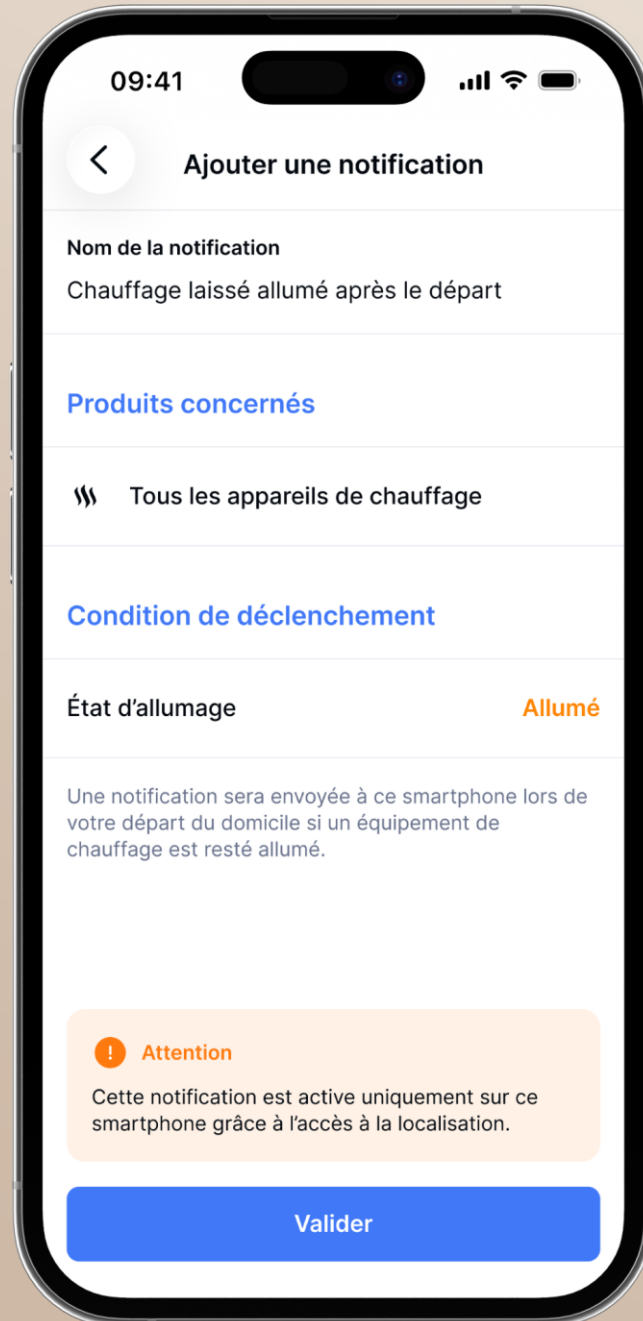 09:41
Ajouter une notification
Nom de la notification
Chauffage laissé allumé après le départ
Produits concernés
Tous les appareils de chauffage
Condition de déclenchement
État d’allumage
Allumé
Une notification sera envoyée à ce smartphone lors de
votre départ du domicile si un équipement de
chauffage est resté allumé.
Attention
Cette notification est active uniquement sur ce
smartphone grâce à l’accès à la localisation.
Valider